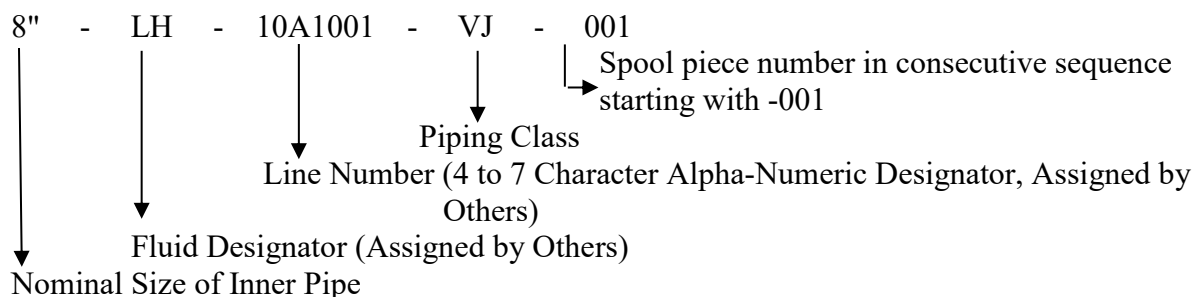 8" - LH - 10A1001 - VJ - 001
Spool piece number in consecutive sequence
starting with -001
Piping Class
Line Number (4 to 7 Character Alpha-Numeric Designator, Assigned by
Others)
Fluid Designator (Assigned by Others)
Nominal Size of Inner Pipe